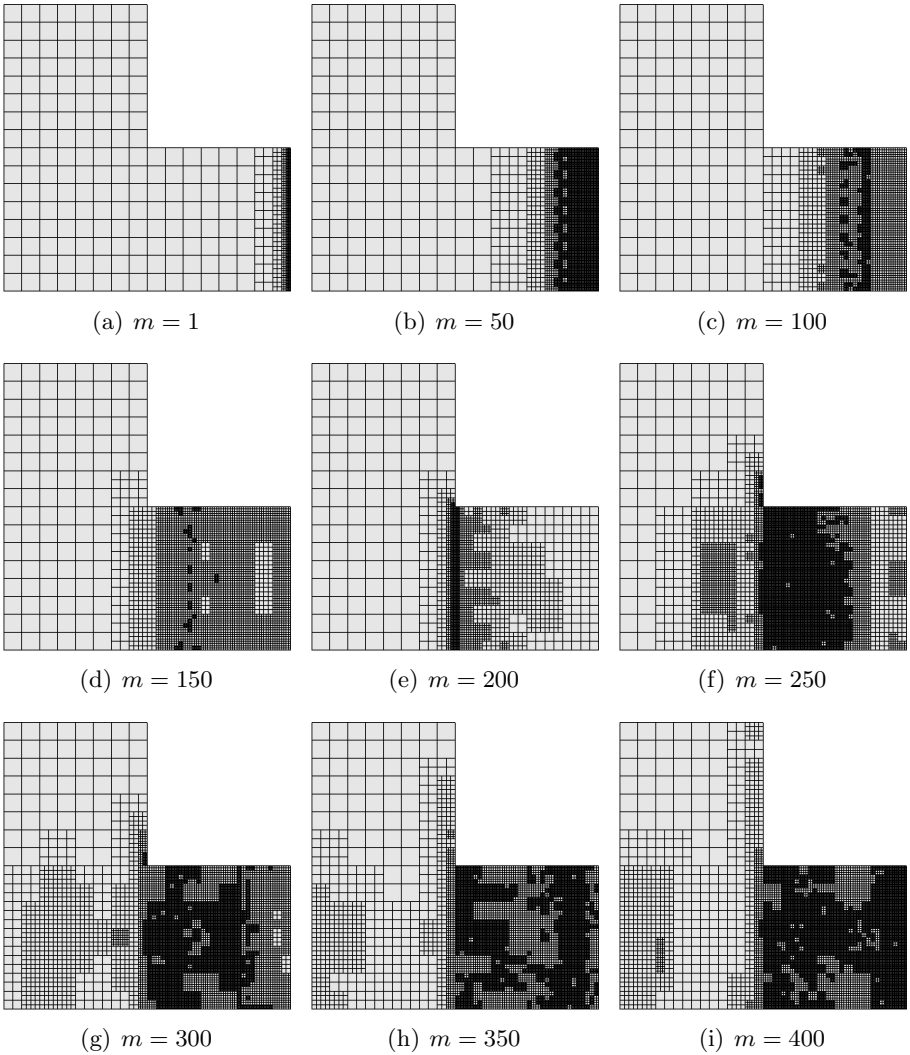 (a) m = 1
(b) m = 50
(c) m = 100
(d) m = 150
(e) m = 200
(f) m = 250
(g) m = 300
(h) m = 350
(i) m = 400